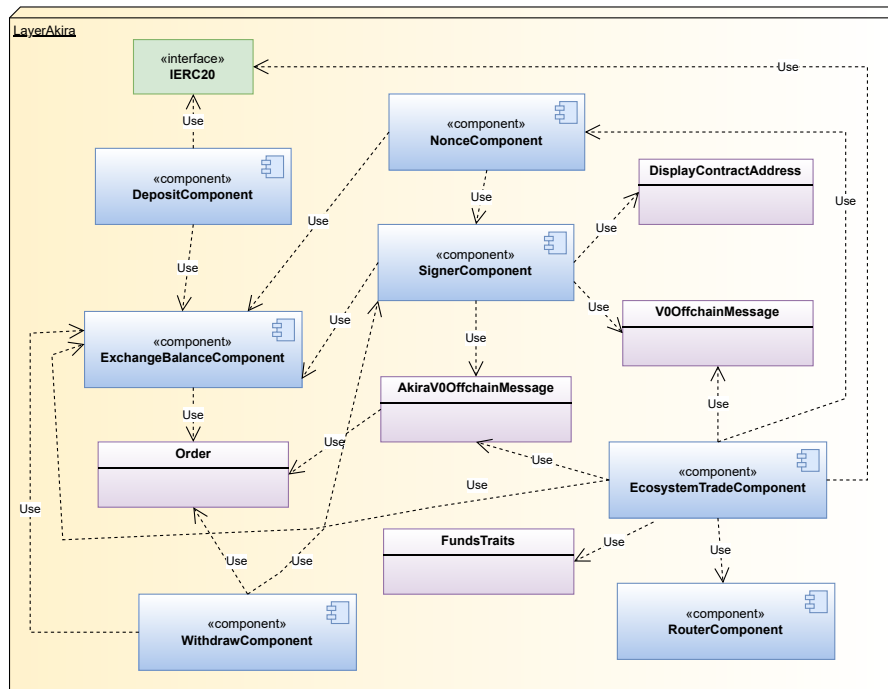 LayerAkira
«interface»
IERC20
Use
Use
«component»
NonceComponent
«component»
DepositComponent
DisplayContractAddress
Use
Use
Use
Use
Use
«component»
SignerComponent
Use
Use
V0OffchainMessage
«component»
ExchangeBalanceComponent
Use
Use
AkiraV0OffchainMessage
Use
Use
Use
Order
Use
«component»
EcosystemTradeComponent
Use
Use
FundsTraits
Use
Use
Use
Use
«component»
WithdrawComponent
«component»
RouterComponent